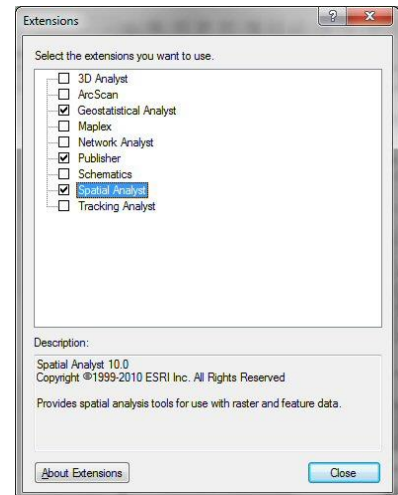 Extensions
Select the extensions you want to use.
3D Analyst
ArcScan
Geostatistical Analyst
Maplex
Network Analyst
Publisher
Schematics
Spatial Analyst
Tracking Analyst
Description:
Spatial Analyst 10.0
Copyright ©1999-2010 ESRI Inc. All Rights Reserved
Provides spatial analysis tools for use with raster and feature data.
About Extensions
Close